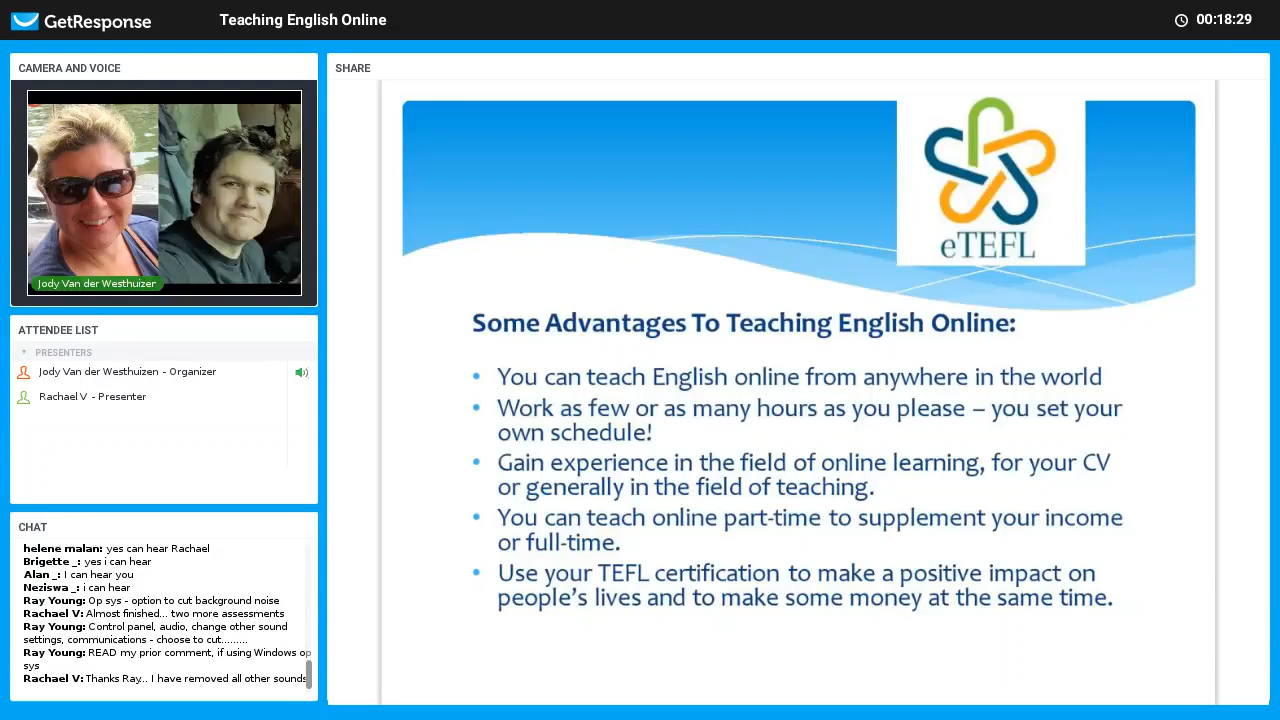 GetResponse
Teaching English Online
00:18:29
CAMERA AND VOICE
Jody Van der Westhuizer
ATTENDEE LIST
PRESENTERS
Jody Van der Westhuizen - Organizer
Rachael V - Presenter
CHAT
helene malan: yes can hear Rachael
Brigette _: yes i can hear
Alan _: I can hear you
Neziswa _: i can hear
Ray Young: Op sys - option to cut background noise
Rachael V: Almost finished... two more assessments
Ray Young: Control panel, audio, change other sound
settings, communications - choose to cut.........
Ray Young: READ my prior comment, if using Windows op
sys
Rachael V: Thanks Ray... I have removed all other sounds
SHARE
eTEFL
Some Advantages To Teaching English Online:
• You can teach English online from anywhere in the world
• Work as few or as many hours as you please – you set your
own schedule!
• Gain experience in the field of online learning, for your CV
or generally in the field of teaching.
• You can teach online part-time to supplement your income
or full-time.
• Use your TEFL certification to make a positive impact on
people's lives and to make some money at the same time.